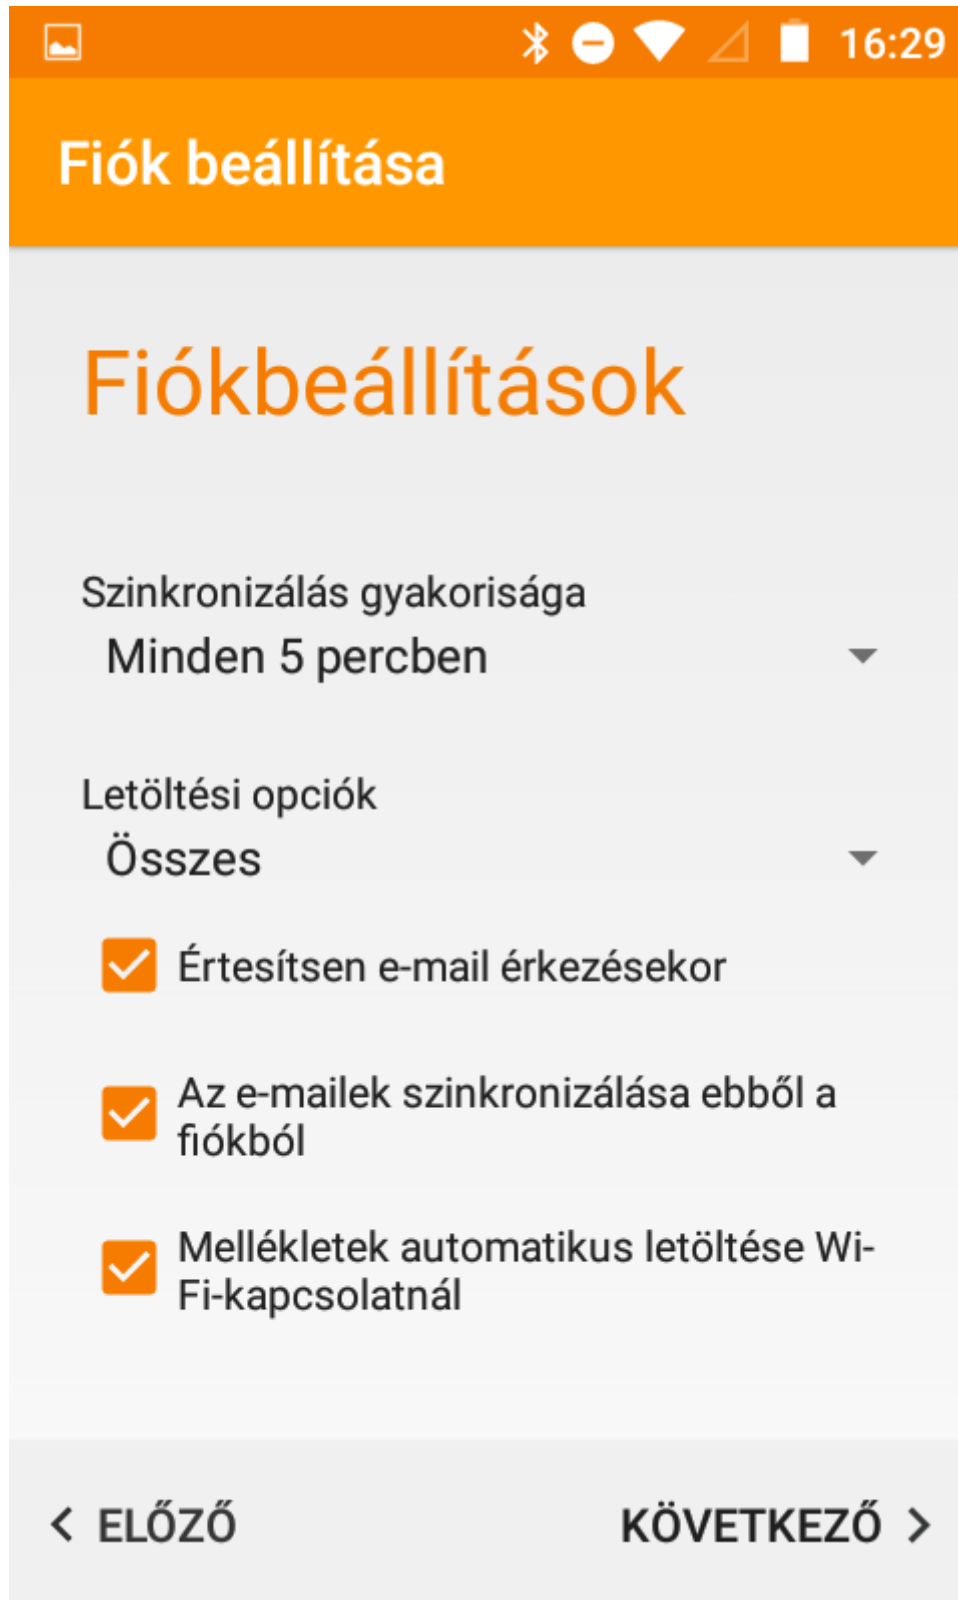 16:29
Fiók beállítása
Fiókbeállítások
Szinkronizálás gyakorisága
Minden 5 percben
Letöltési opciók
Összes
Értesítsen e-mail érkezésekor
Az e-mailek szinkronizálása ebből a
fiókból
Mellékletek automatikus letöltése Wi-
Fi-kapcsolatnál
ELŐZŐ
KÖVETKEZŐ